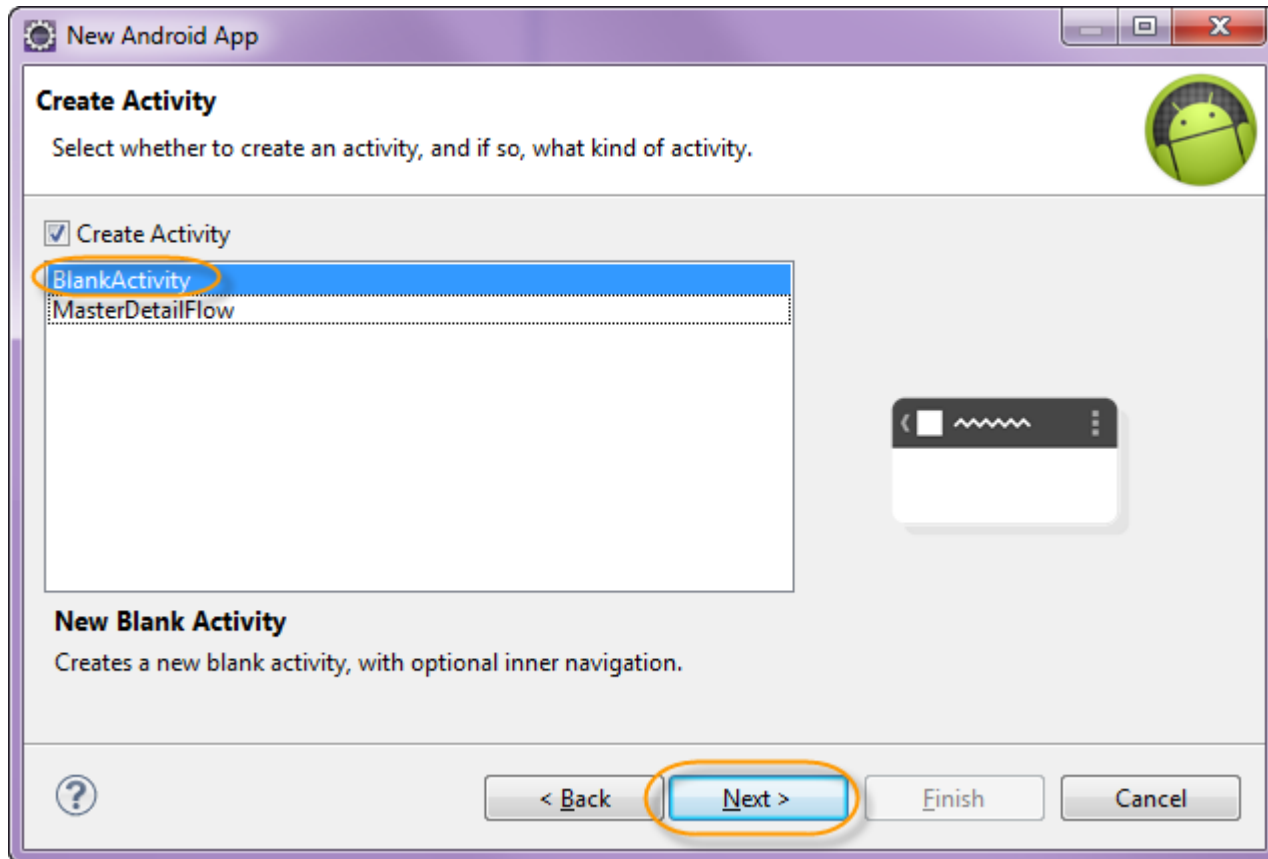 New Android App
Create Activity
Select whether to create an activity, and if so, what kind of activity.
Create Activity
BlankActivity
MasterDetailFlow
New Blank Activity
Creates a new blank activity, with optional inner navigation.
? < Back Next > Finish Cancel